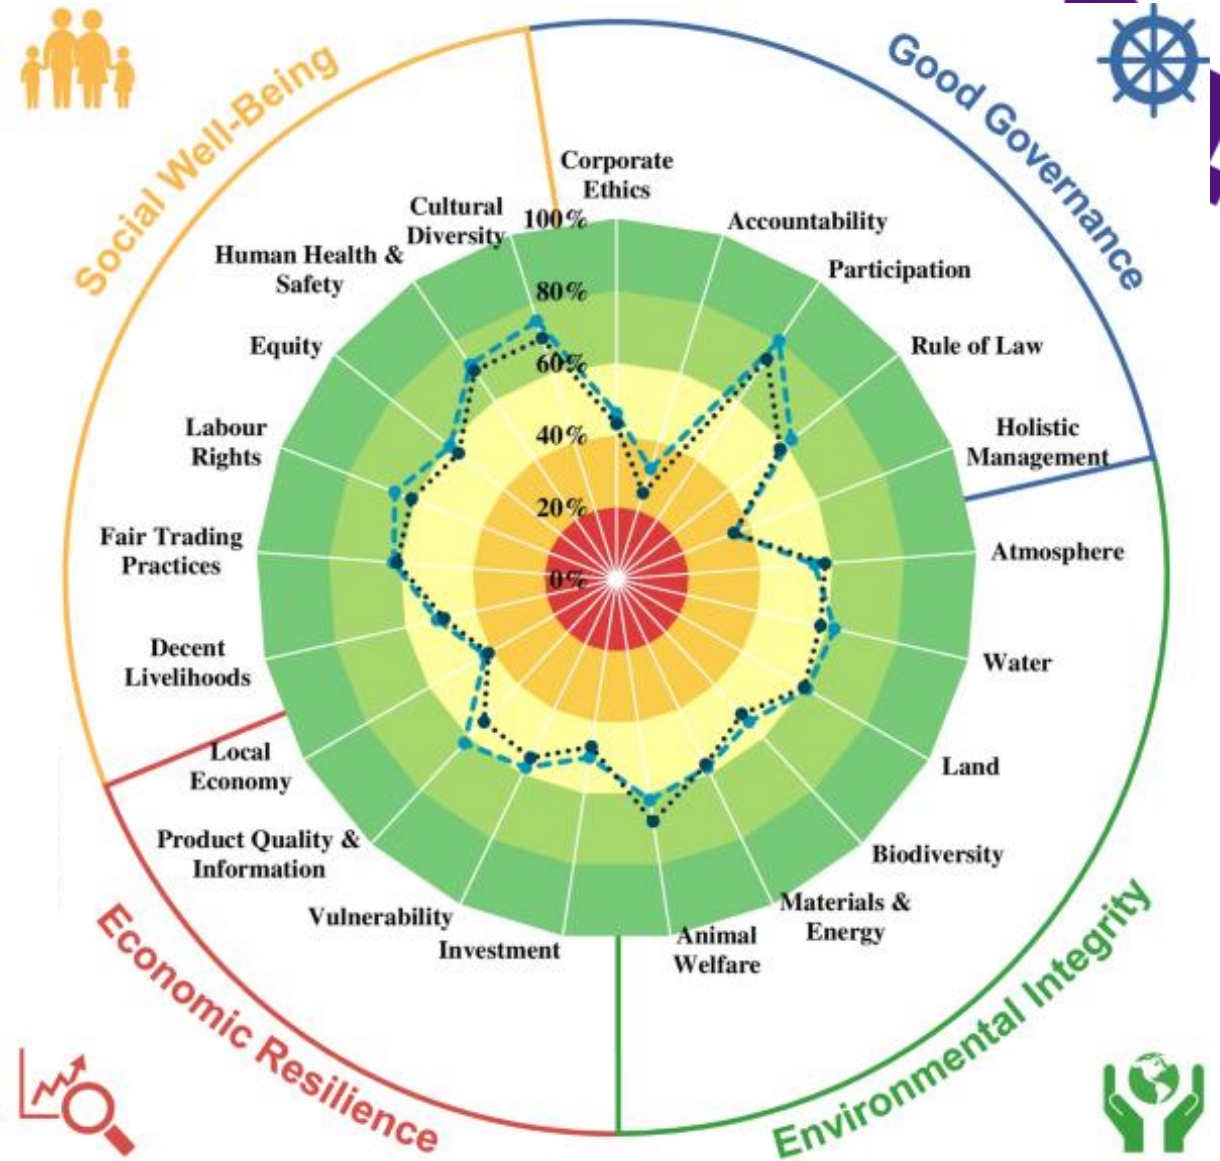 Social Well-Being
Good Governance
Corporate
Ethics
Accountability
Participation
Rule of Law
Holistic
Management
Atmosphere
Water
Land
Biodiversity
Materials &
Energy
Animal
Welfare
Investment
Vulnerability
Product Quality &
Information
Local
Economy
Decent
Livelihoods
Fair Trading
Practices
Labour
Rights
Equity
Human Health &
Safety
Cultural
Diversity
100%
80%
60%
40%
20%
0%
Economic Resilience
Environmental Integrity